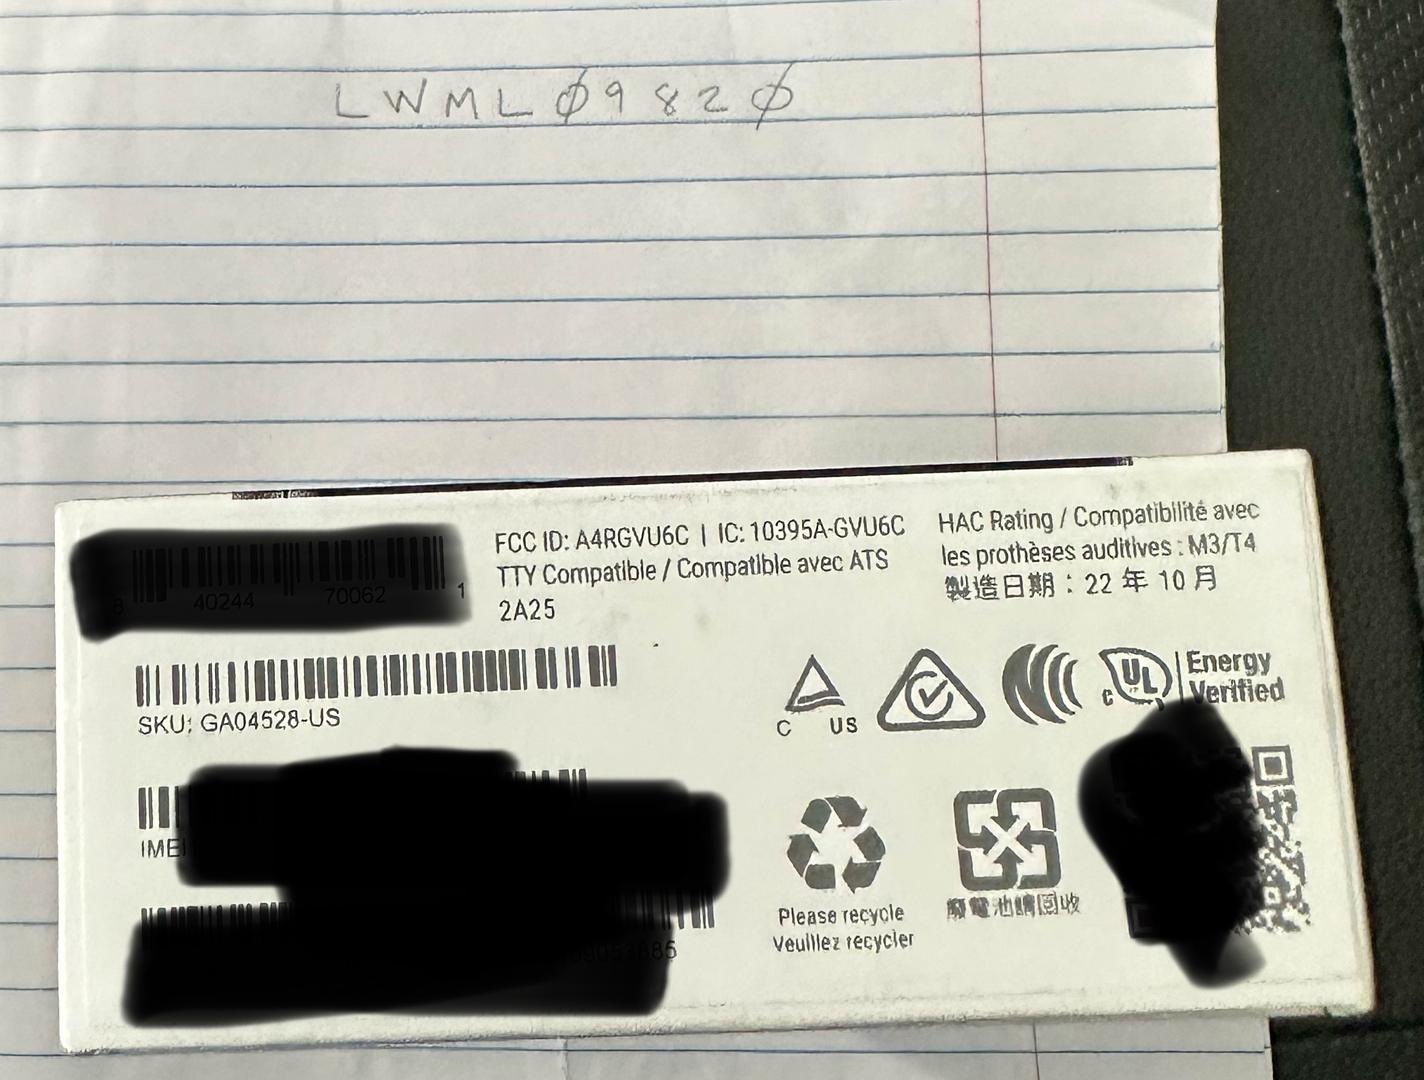 LWMLØ982Ø
FCC ID: A4RGVU6C | IC: 10395A-GVU6C
TTY Compatible / Compatible avec ATS
2A25
HAC Rating / Compatibilité avec
les prothèses auditives : M3/T4
製造日期：22 年 10 月
8 40244 70062 1
SKU: GA04528-US
C US
c UL Energy
Verified
IMEI
Please recycle
Veuillez recycler
廢電池請回收